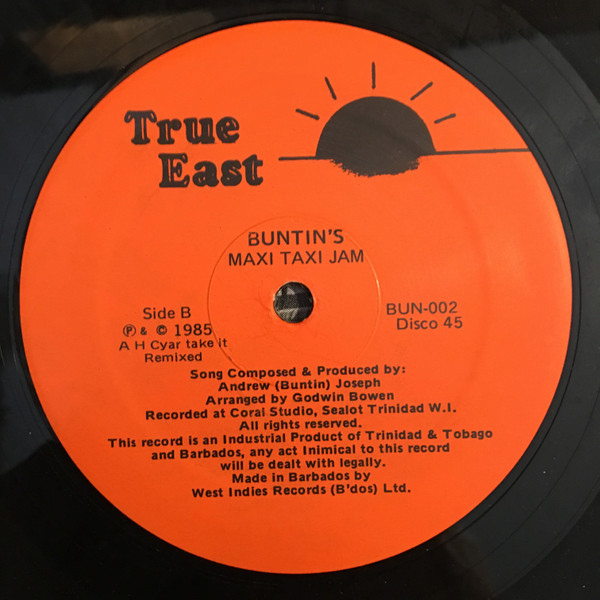 True
East
BUNTIN'S
MAXI TAXI JAM
Side B
℗ & © 1985
A H Cyar take it
Remixed
BUN-002
Disco 45
Song Composed & Produced by:
Andrew (Buntin) Joseph
Arranged by Godwin Bowen
Recorded at Coral Studio, Sealot Trinidad W.I.
All rights reserved.
This record is an Industrial Product of Trinidad & Tobago
and Barbados, any act Inimical to this record
will be dealt with legally.
Made in Barbados by
West Indies Records (B'dos) Ltd.